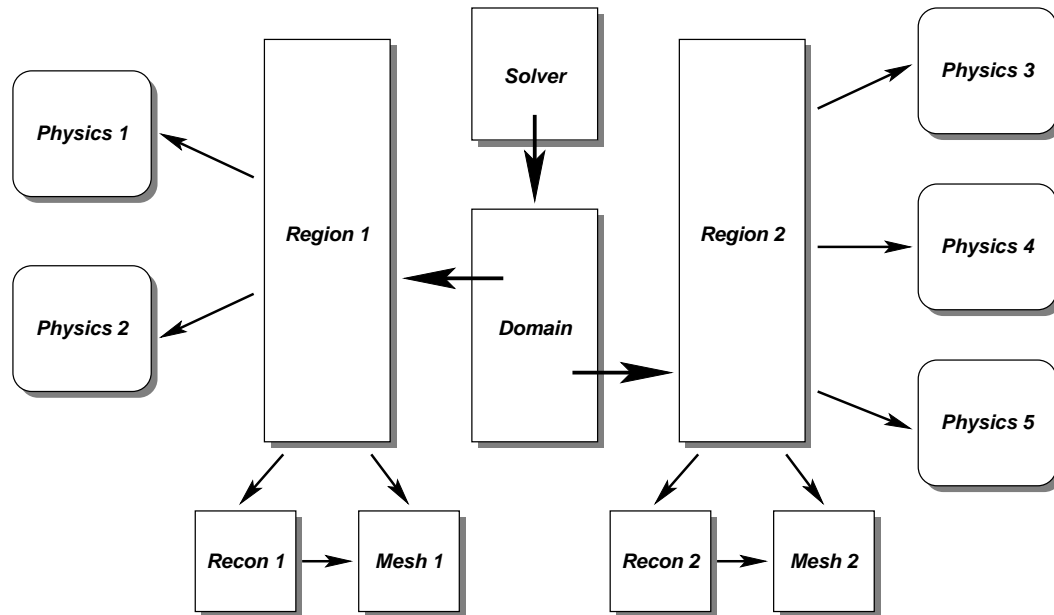 Solver
Physics 3
Physics 1
Region 1
Region 2
Physics 4
Physics 2
Domain
Physics 5
Recon 1
Mesh 1
Recon 2
Mesh 2